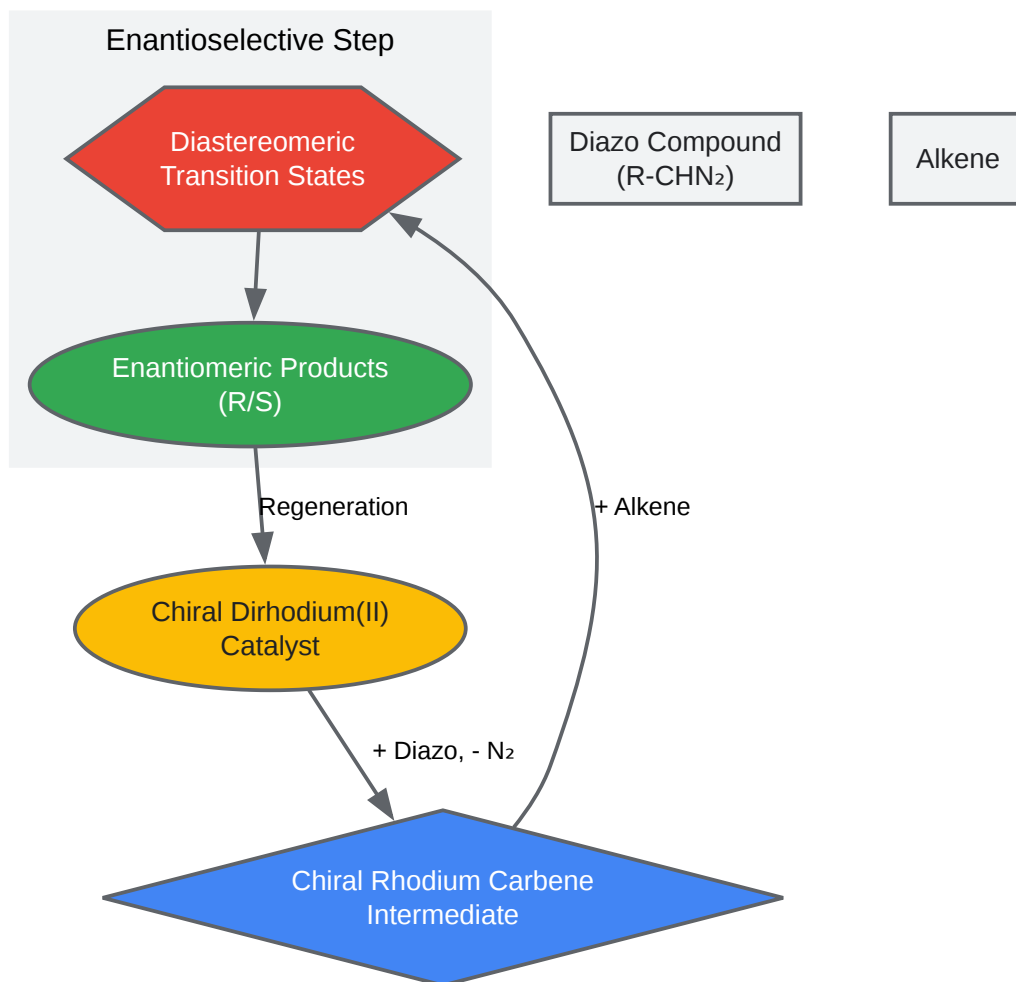 Enantioselective Step
Diastereomeric
Transition States
Diazo Compound
(R-CHN₂)
Alkene
Enantiomeric Products
(R/S)
Regeneration
+ Alkene
Chiral Dirhodium(II)
Catalyst
+ Diazo, - N₂
Chiral Rhodium Carbene
Intermediate